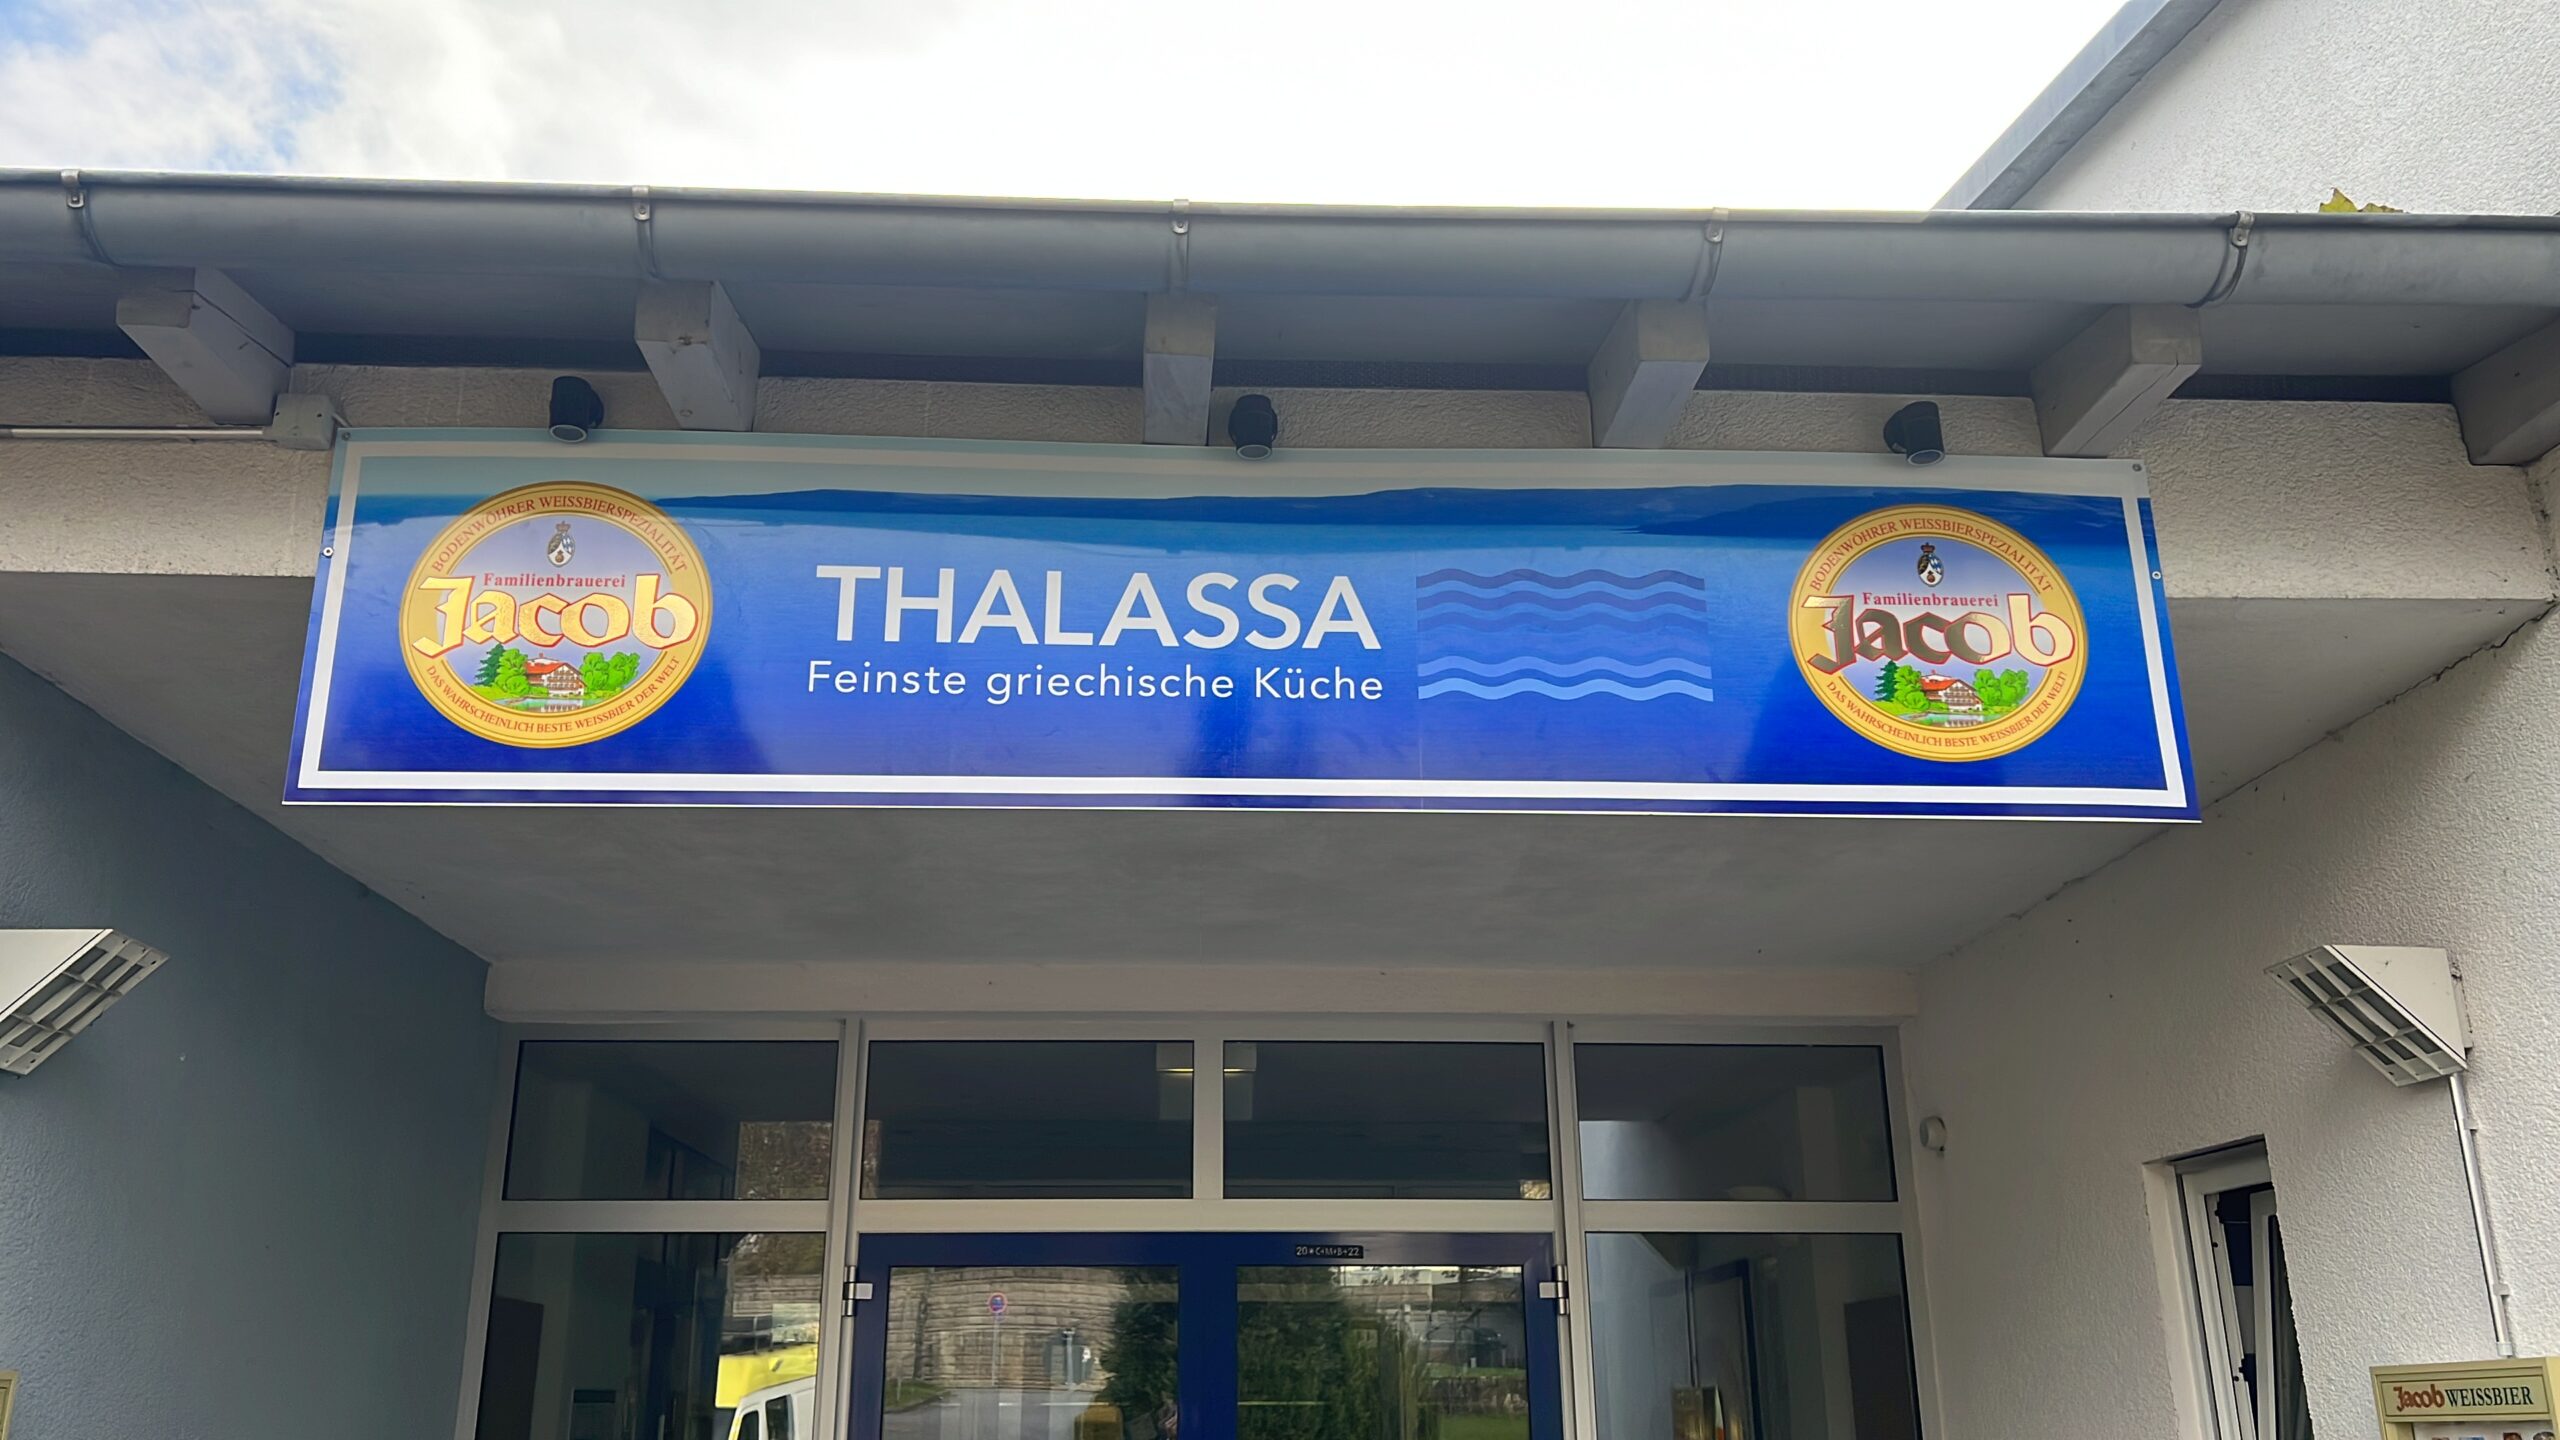 BODENWÖHRER WEISSBIERSPEZIALITÄT
Familienbrauerei
Jacob
DAS WAHRSCHEINLICH BESTE WEISSBIER DER WELT
THALASSA
Feinste griechische Küche
BODENWÖHRER WEISSBIERSPEZIALITÄT
Familienbrauerei
Jacob
DAS WAHRSCHEINLICH BESTE WEISSBIER DER WELT!
20*C+M+B+22
Jacob WEISSBIER